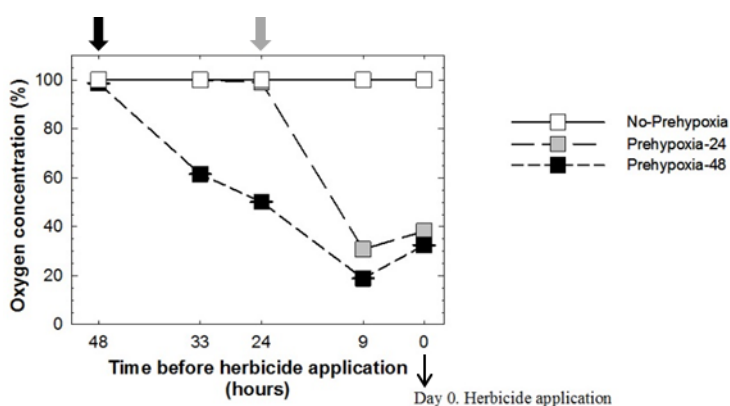 100
80
60
40
20
0
Oxygen concentration (%)
48 33 24 9 0
Time before herbicide application
(hours)
Day 0. Herbicide application
No-Prehypoxia
Prehypoxia-24
Prehypoxia-48